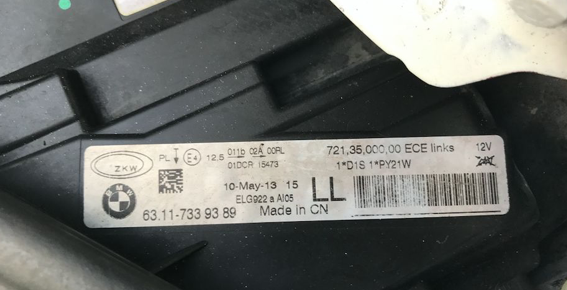 ZKW PL E4 12.5 011b 02A 00RL 721.35.000.00 ECE links 12V
01DCR 15473 1*D1S 1*PY21W
10-May-13 15 LL
ELG922 a AI05
BMW 63.11-733 93 89 Made in CN